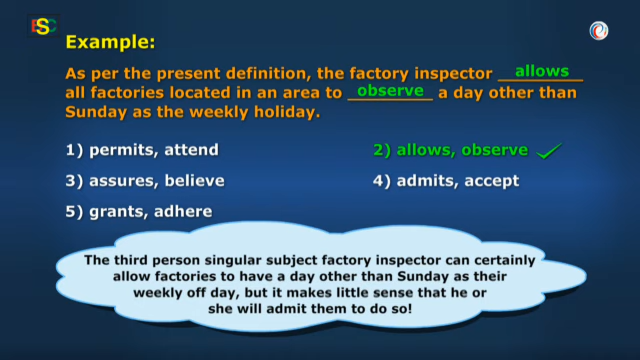 ESC
Example:
As per the present definition, the factory inspector allows
all factories located in an area to observe a day other than
Sunday as the weekly holiday.
1) permits, attend
2) allows, observe
3) assures, believe
4) admits, accept
5) grants, adhere
The third person singular subject factory inspector can certainly
allow factories to have a day other than Sunday as their
weekly off day, but it makes little sense that he or
she will admit them to do so!